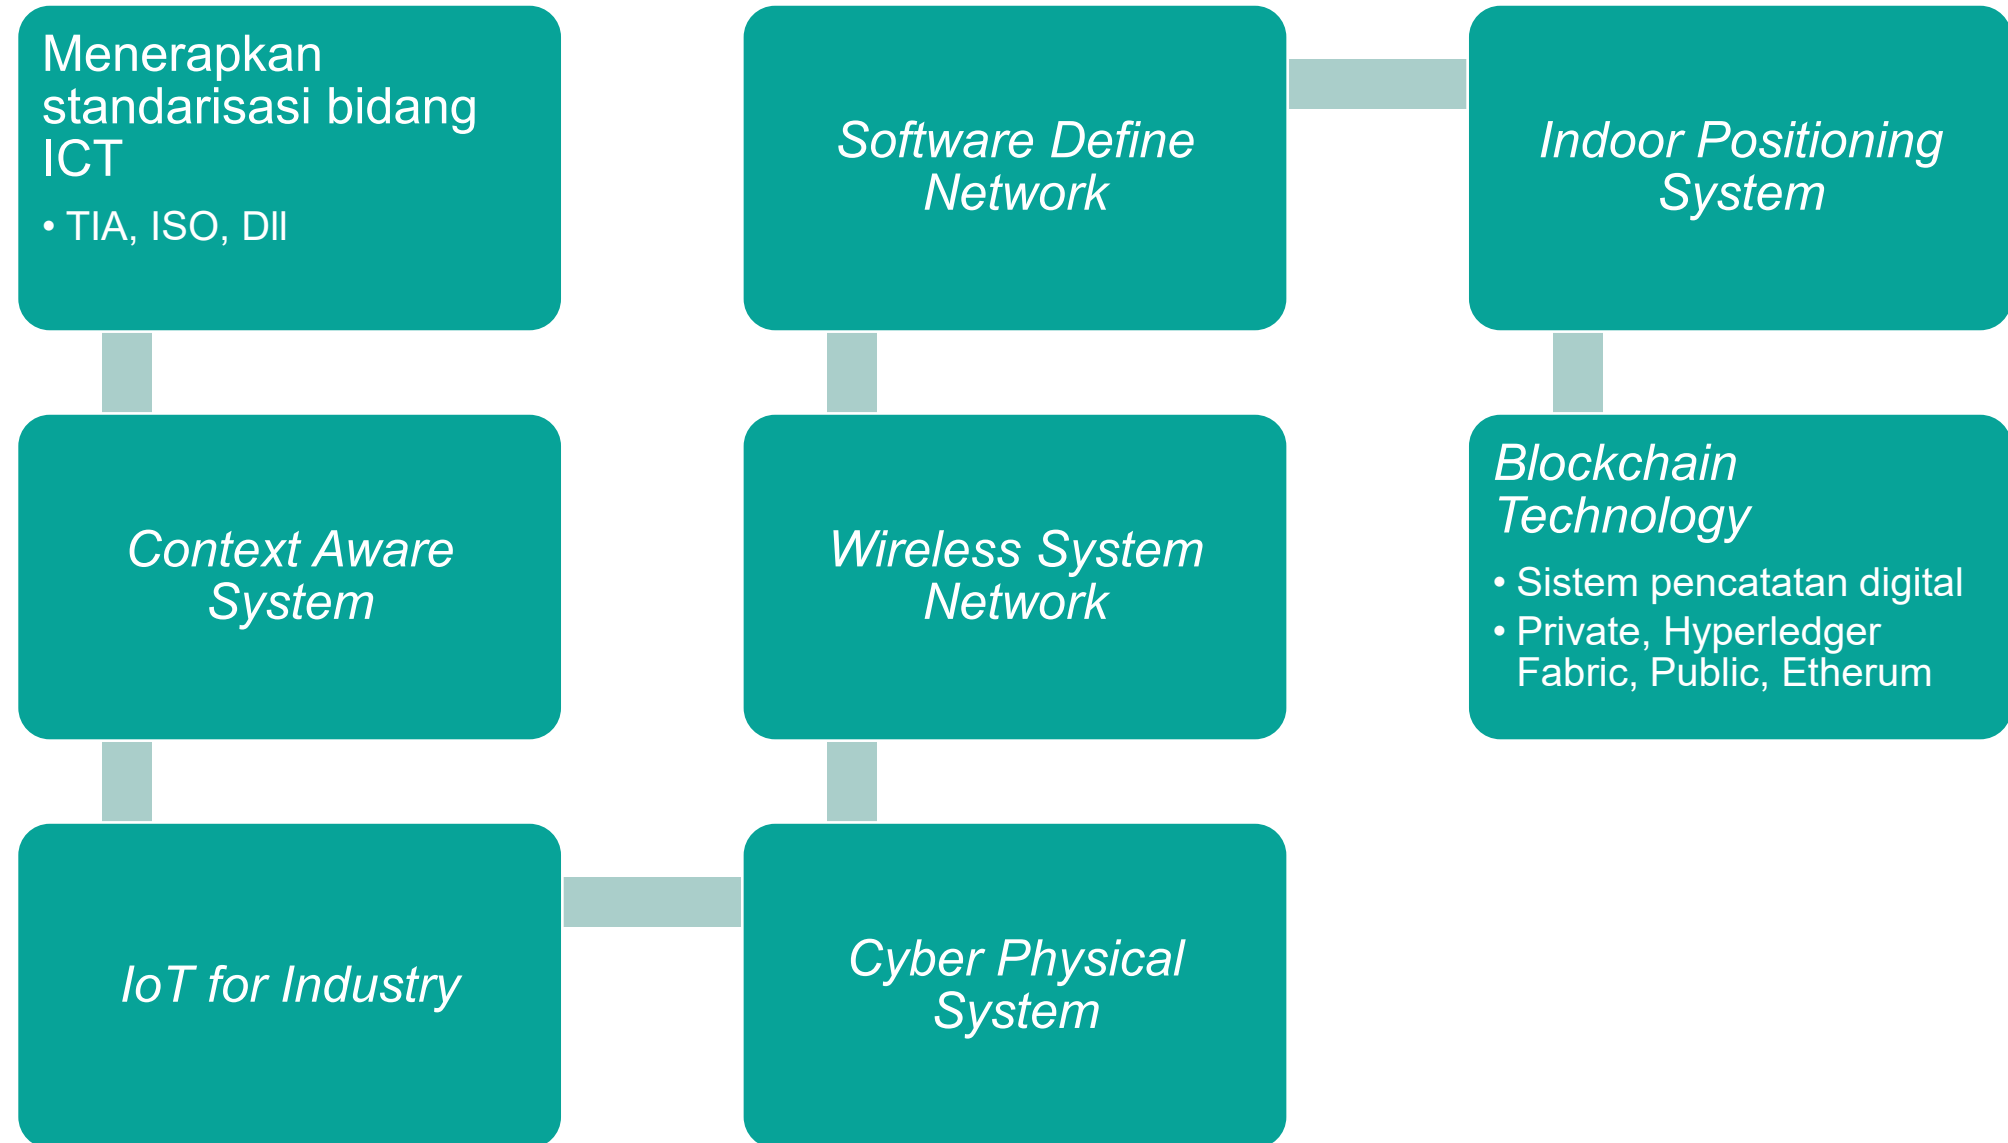 Menerapkan
standarisasi bidang
ICT
• TIA, ISO, Dll
Context Aware
System
IoT for Industry
Cyber Physical
System
Wireless System
Network
Software Define
Network
Indoor Positioning
System
Blockchain
Technology
• Sistem pencatatan digital
• Private, Hyperledger
Fabric, Public, Etherum